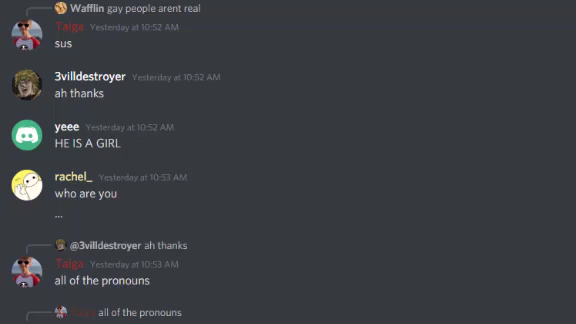 Wafflin gay people arent real
Taiga Yesterday at 10:52 AM
sus
3villdestroyer Yesterday at 10:52 AM
ah thanks
yeee Yesterday at 10:52 AM
HE IS A GIRL
rachel_ Yesterday at 10:53 AM
who are you
...
@3villdestroyer ah thanks
Taiga Yesterday at 10:53 AM
all of the pronouns
Taiga all of the pronouns